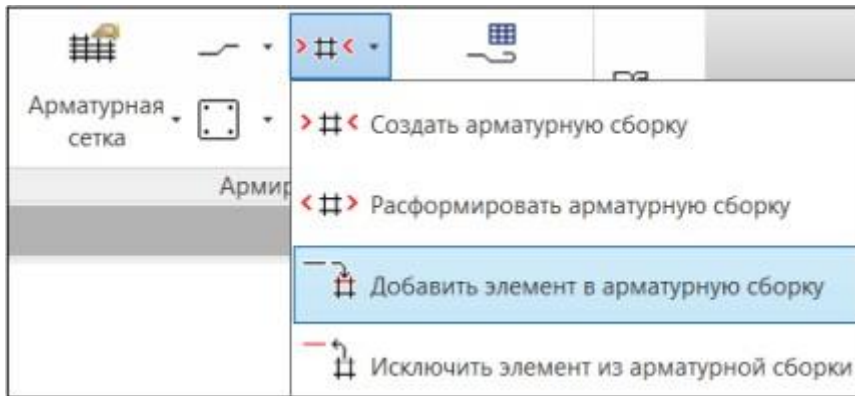 Арматурная
сетка
Армир
Создать арматурную сборку
Расформировать арматурную сборку
Добавить элемент в арматурную сборку
Исключить элемент из арматурной сборки